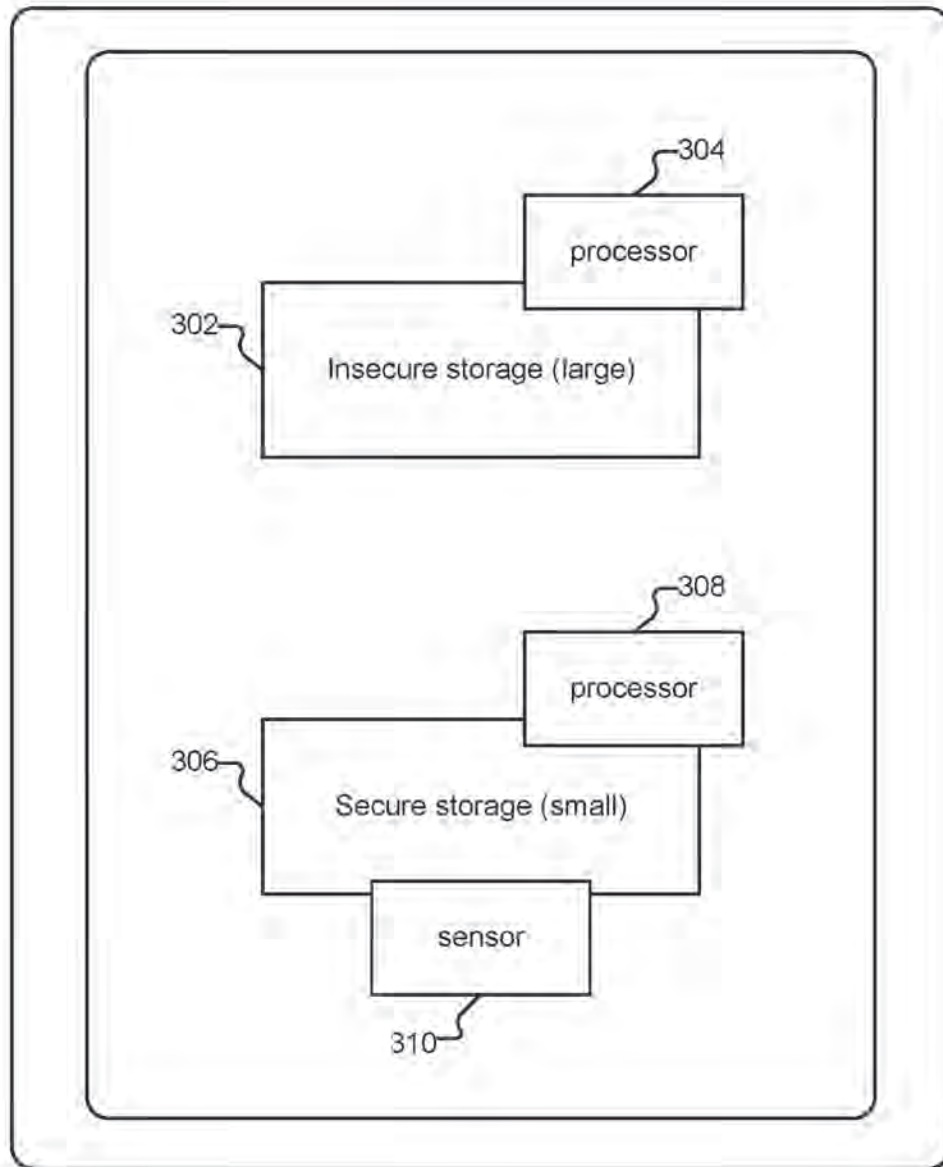 304
processor
302
Insecure storage (large)
308
processor
306
Secure storage (small)
sensor
310